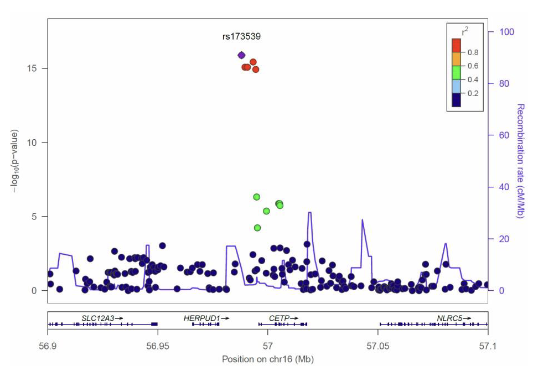 rs173539
r²
0.8
0.6
0.4
0.2
15
10
5
0
100
80
60
40
20
0
−log₁₀(p−value)
Recombination rate (cM/Mb)
SLC12A3→
HERPUD1→
CETP→
NLRC5→
56.9
56.95
57
57.05
57.1
Position on chr16 (Mb)